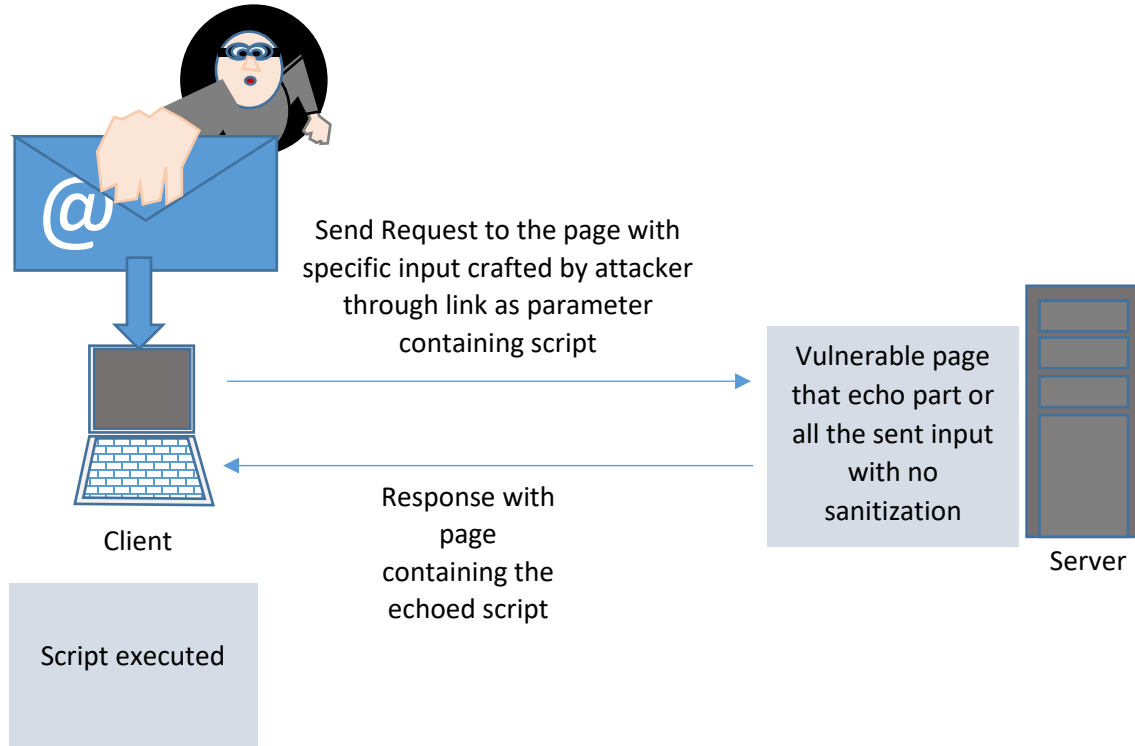 @
Send Request to the page with
specific input crafted by attacker
through link as parameter
containing script
Vulnerable page
that echo part or
all the sent input
with no
sanitization
Response with
page
containing the
echoed script
Client
Server
Script executed